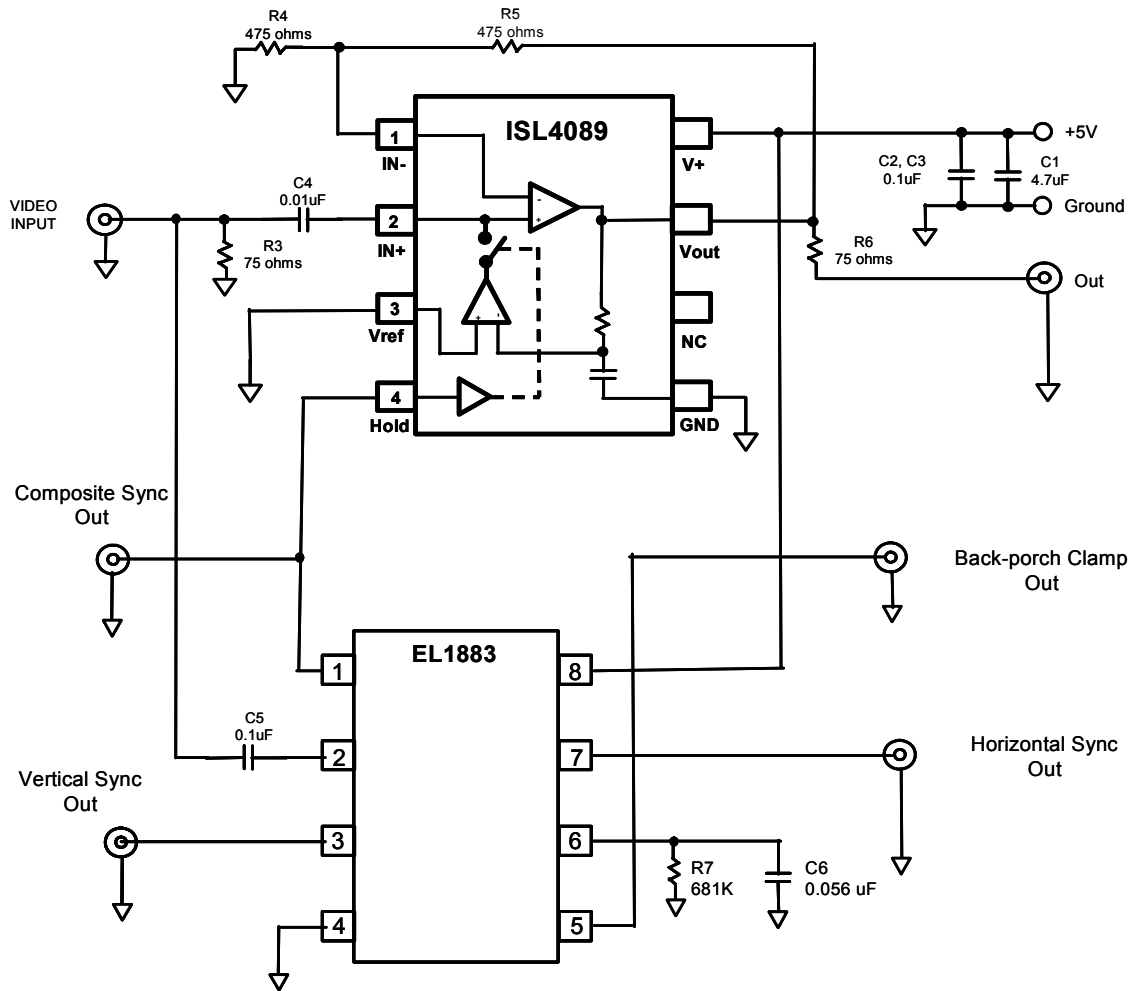 R4
475 ohms
R5
475 ohms
ISL4089
1
IN-
V+
+5V
C2, C3
0.1uF
C1
4.7uF
Ground
VIDEO
INPUT
C4
0.01uF
2
IN+
-
+
Vout
R3
75 ohms
R6
75 ohms
Out
3
Vref
+
-
NC
4
Hold
GND
Composite Sync
Out
Back-porch Clamp
Out
EL1883
1
8
C5
0.1uF
2
7
Horizontal Sync
Out
Vertical Sync
Out
3
6
R7
681K
C6
0.056 uF
4
5